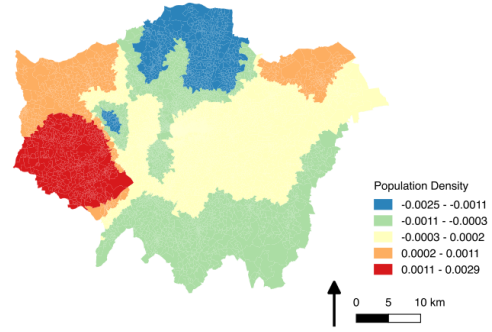 Population Density
-0.0025 - -0.0011
-0.0011 - -0.0003
-0.0003 - 0.0002
0.0002 - 0.0011
0.0011 - 0.0029
0 5 10 km